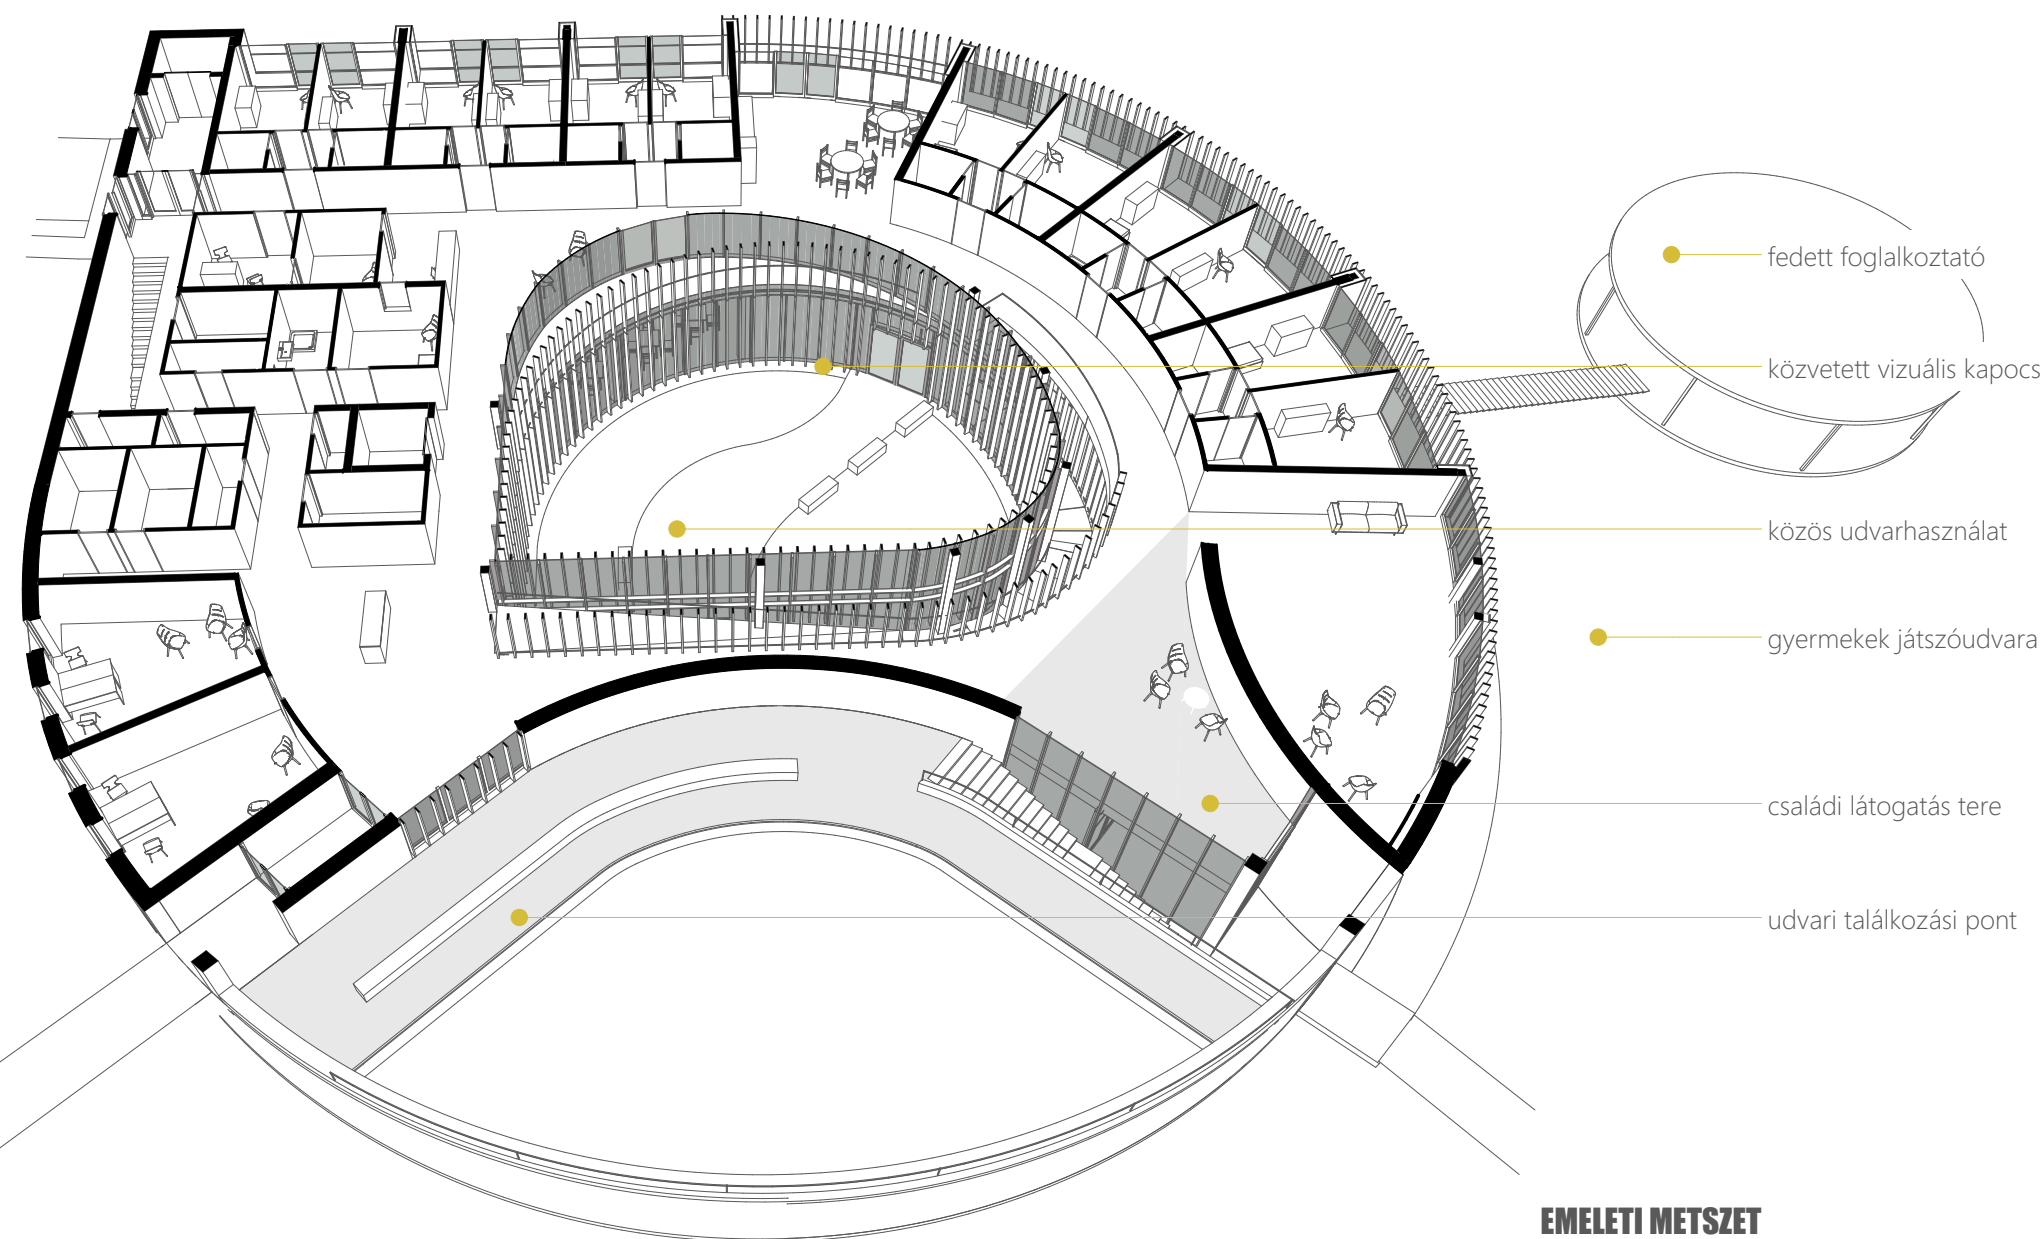 fedett foglalkoztató
közvetett vizuális kapocs
közös udvarhasználat
gyermekek játszóudvara
családi látogatás tere
udvari találkozási pont
EMELETI METSZET